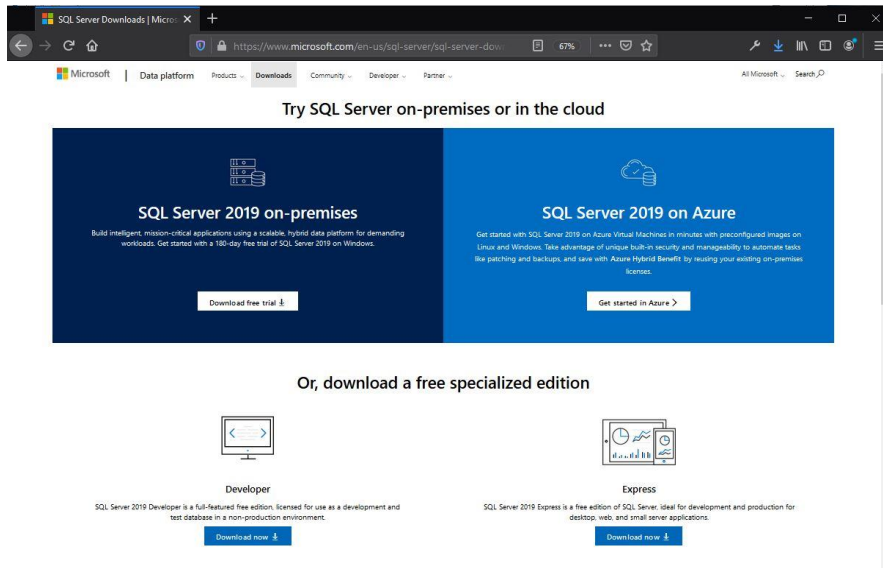 SQL Server Downloads | Micros
https://www.microsoft.com/en-us/sql-server/sql-server-dow
67%
Microsoft | Data platform Products Downloads Community Developer Partner All Microsoft Search
Try SQL Server on-premises or in the cloud
SQL Server 2019 on-premises
Build intelligent, mission-critical applications using a scalable, hybrid data platform for demanding
workloads. Get started with a 180-day free trial of SQL Server 2019 on Windows.
Download free trial
SQL Server 2019 on Azure
Get started with SQL Server 2019 on Azure Virtual Machines in minutes with preconfigured images on
Linux and Windows. Take advantage of unique built-in security and manageability to automate tasks
like patching and backups, and save with Azure Hybrid Benefit by reusing your existing on-premises
licenses.
Get started in Azure
Or, download a free specialized edition
Developer
SQL Server 2019 Developer is a full-featured free edition, licensed for use as a development and
test database in a non-production environment.
Download now
Express
SQL Server 2019 Express is a free edition of SQL Server, ideal for development and production for
desktop, web, and small server applications.
Download now